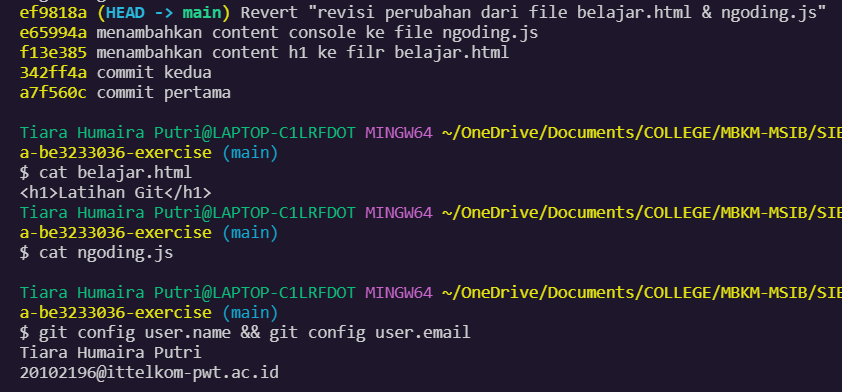 ef9818a (HEAD -> main) Revert "revisi perubahan dari file belajar.html & ngoding.js"
e65994a menambahkan content console ke file ngoding.js
f13e385 menambahkan content h1 ke filr belajar.html
342ff4a commit kedua
a7f560c commit pertama
Tiara Humaira Putri@LAPTOP-C1LRFDOT MINGW64 ~/OneDrive/Documents/COLLEGE/MBKM-MSIB/SIE
a-be3233036-exercise (main)
$ cat belajar.html
<h1>Latihan Git</h1>
Tiara Humaira Putri@LAPTOP-C1LRFDOT MINGW64 ~/OneDrive/Documents/COLLEGE/MBKM-MSIB/SIE
a-be3233036-exercise (main)
$ cat ngoding.js
Tiara Humaira Putri@LAPTOP-C1LRFDOT MINGW64 ~/OneDrive/Documents/COLLEGE/MBKM-MSIB/SIE
a-be3233036-exercise (main)
$ git config user.name && git config user.email
Tiara Humaira Putri
20102196@ittelkom-pwt.ac.id